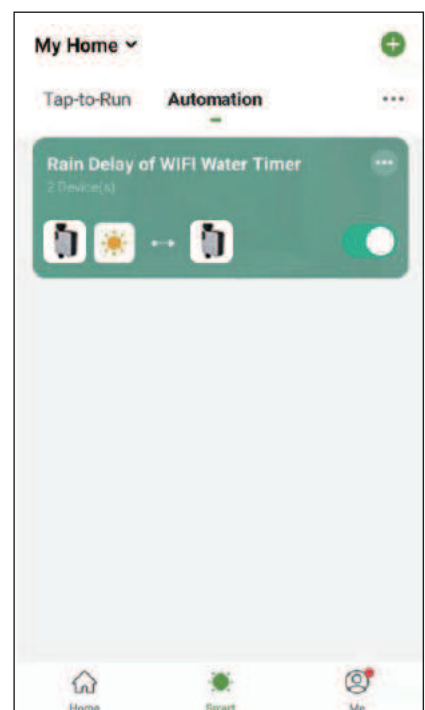 My Home
Tap-to-Run Automation
Rain Delay of WIFI Water Timer
2 Device(s)
Home Smart Me